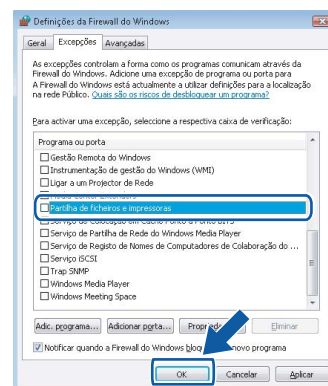 Definições da Firewall do Windows
Geral Excepções Avançadas
As excepções controlam a forma como os programas comunicam através da
Firewall do Windows. Adicione uma excepção de programa ou porta para
A Firewall do Windows está actualmente a utilizar definições para a localização
na rede Público. Quais são os riscos de desbloquear um programa?
Para activar uma excepção, seleccione a respectiva caixa de verificação:
Programa ou porta
Gestão Remota do Windows
Instrumentação de gestão do Windows (WMI)
Ligar a um Projector de Rede
Partilha de ficheiros e impressoras
Serviço de Partilha de Rede do Windows Media Player
Serviço de Registo de Nomes de Computadores de Colaboração do ...
Serviço iSCSI
Trap SNMP
Windows Media Player
Windows Meeting Space
Adic. programa... Adicionar porta... Eliminar
Notificar quando a Firewall do Windows novo programa
OK Cancelar Aplicar